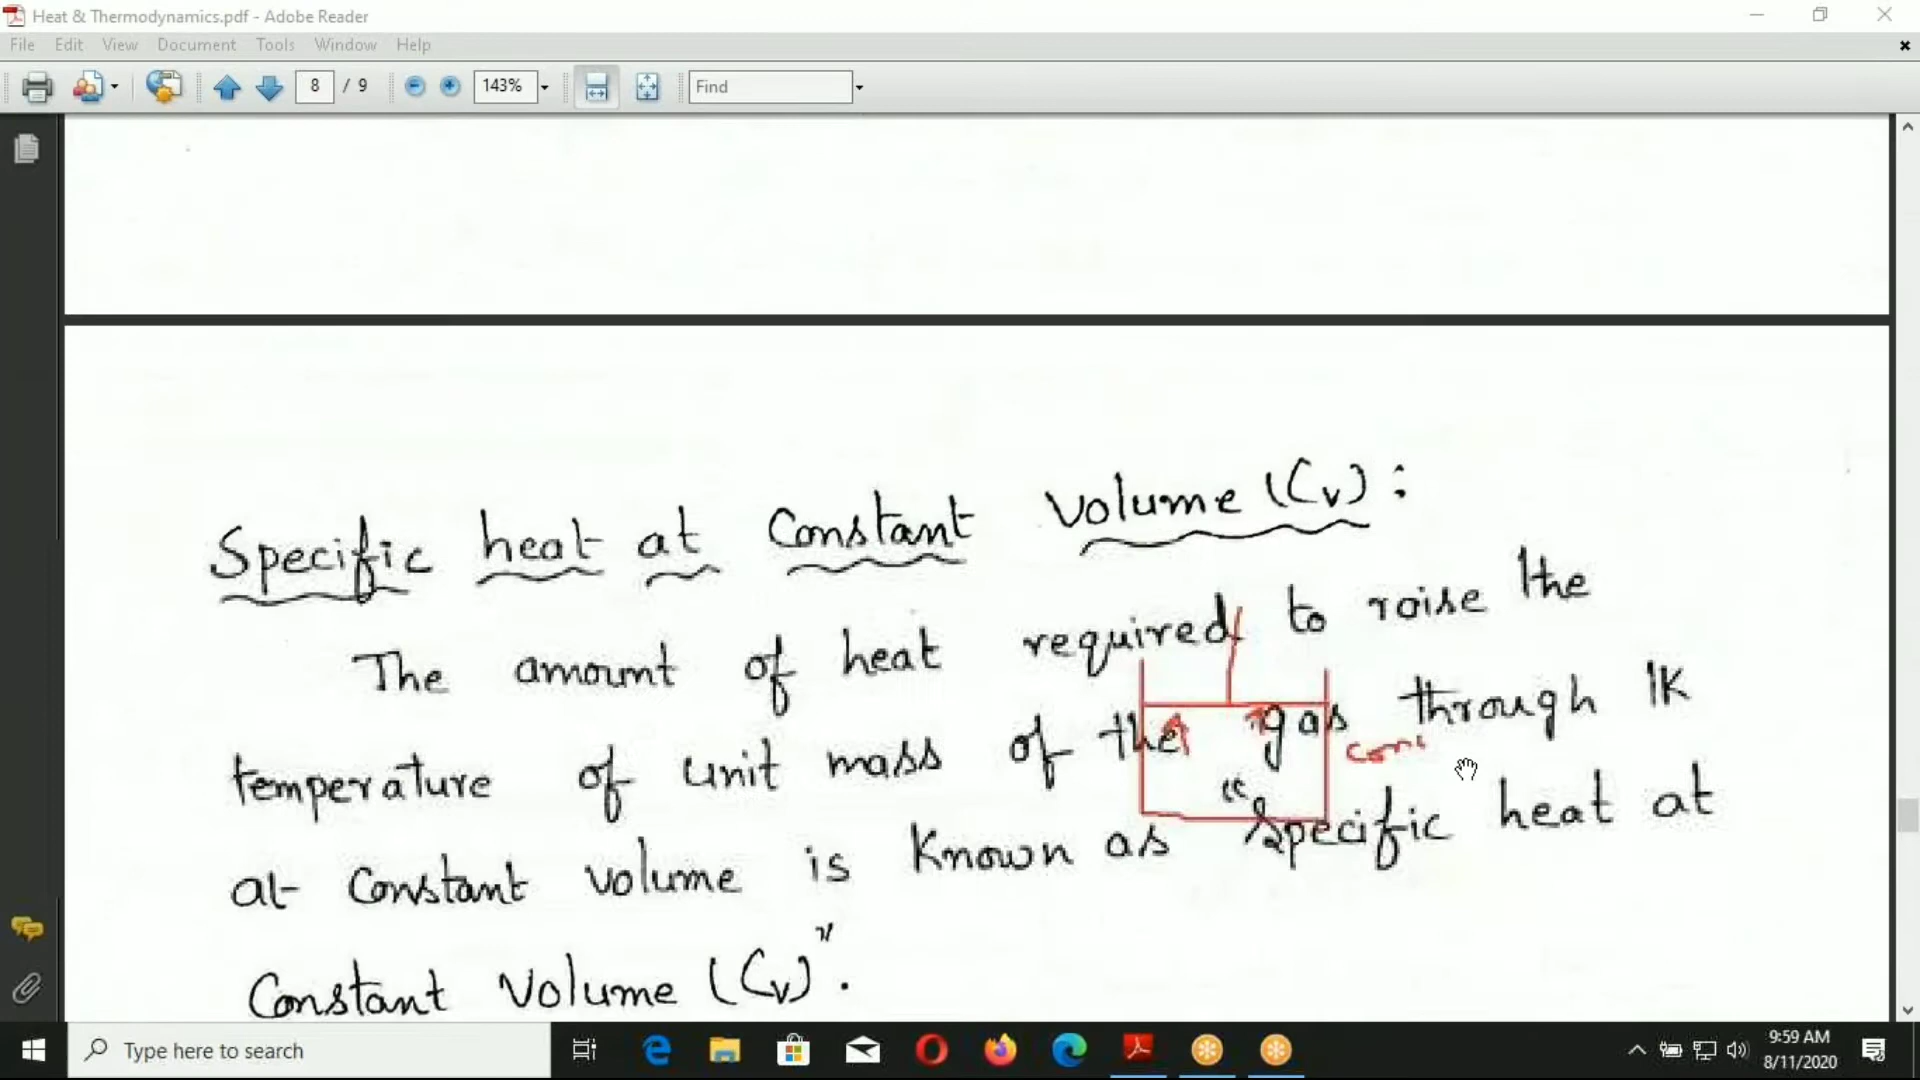 Heat & Thermodynamics.pdf - Adobe Reader
File Edit View Document Tools Window Help
8 / 9 143% Find
Specific heat at Constant Volume (Cv) :
The amount of heat required to raise the
temperature of unit mass of the gas through 1K
cons
at constant volume is Known as "specific heat at
Constant Volume (Cv)".
Type here to search
9:59 AM
8/11/2020